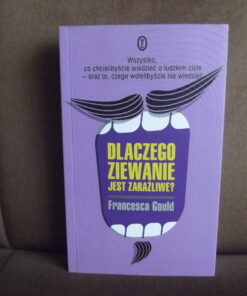 Wszystko,
co chcielibyście wiedzieć o ludzkim ciele
– oraz to, czego wolelibyście nie wiedzieć
DLACZEGO
ZIEWANIE
JEST ZARAŹLIWE?
Francesca Gould